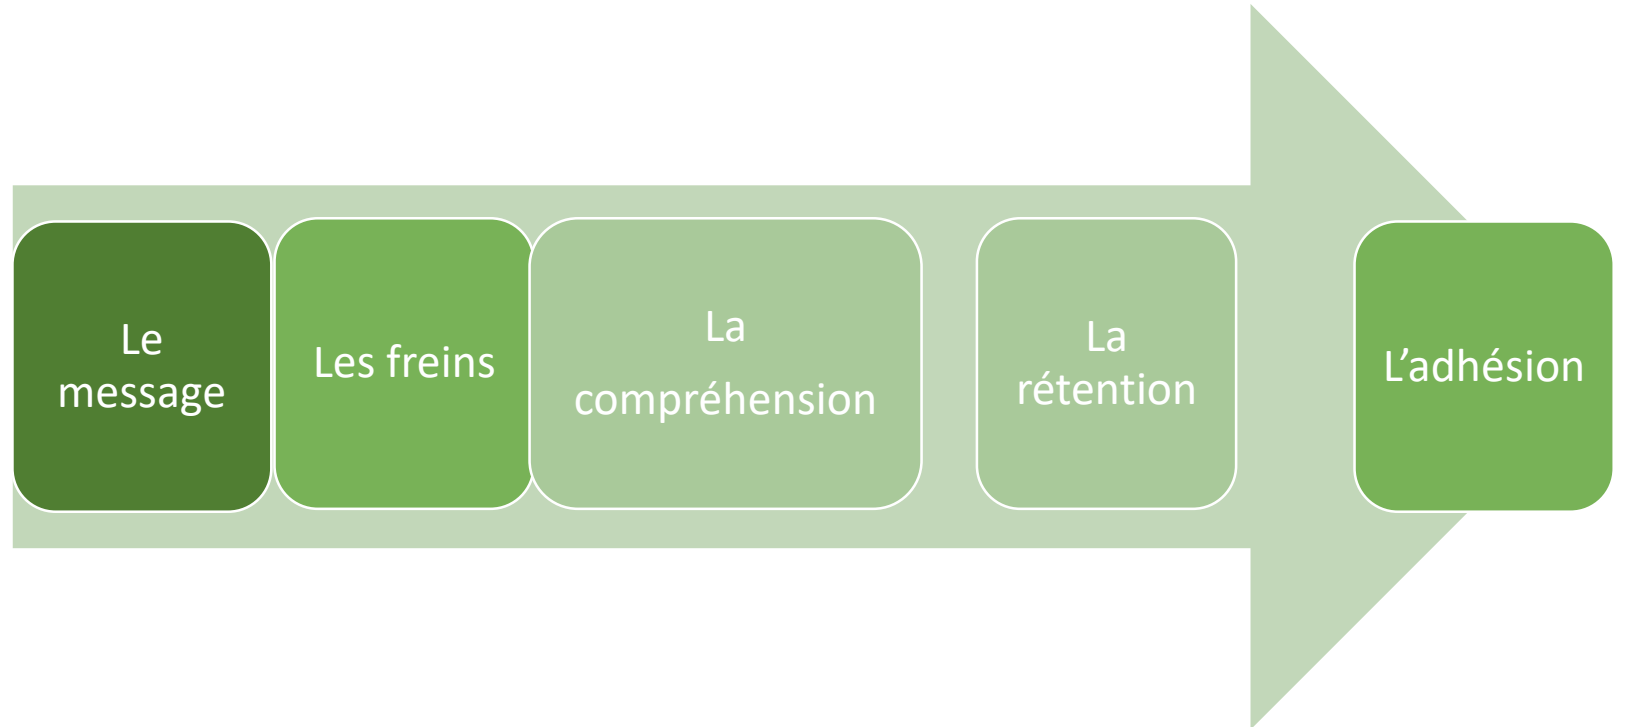 Le
message
Les freins
La
compréhension
La
rétention
L’adhésion